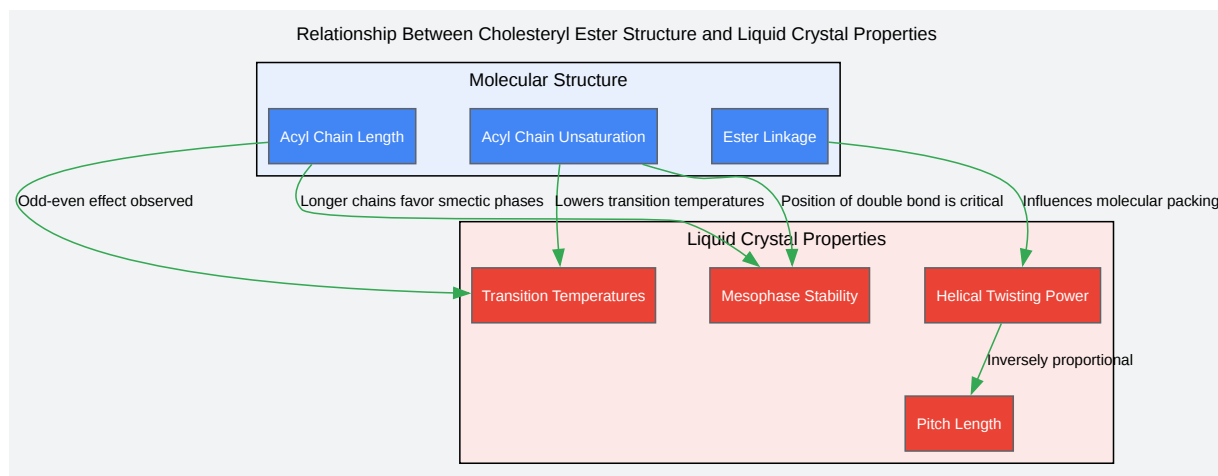 Relationship Between Cholesteryl Ester Structure and Liquid Crystal Properties
Molecular Structure
Acyl Chain Length
Acyl Chain Unsaturation
Ester Linkage
Odd-even effect observed
Longer chains favor smectic phases
Lowers transition temperatures
Position of double bond is critical
Influences molecular packing
Liquid Crystal Properties
Transition Temperatures
Mesophase Stability
Helical Twisting Power
Inversely proportional
Pitch Length